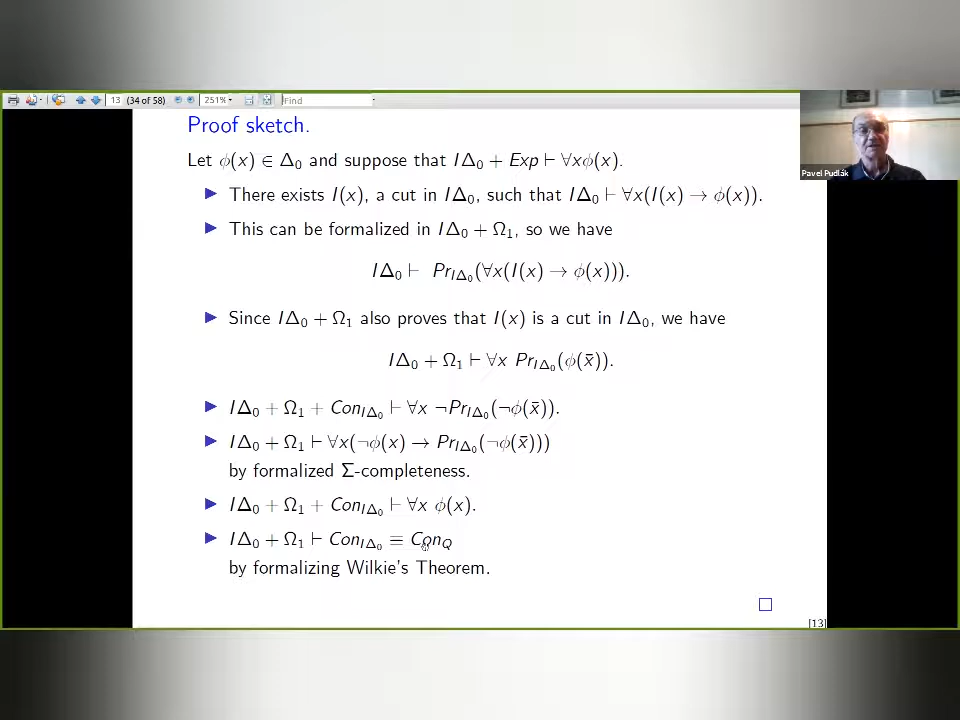 13 (34 of 58) 251% Find
Pavel Pudlák
Proof sketch.
Let ϕ(x) ∈ Δ₀ and suppose that IΔ₀ + Exp ⊢ ∀xϕ(x).
▶ There exists I(x), a cut in IΔ₀, such that IΔ₀ ⊢ ∀x(I(x) → ϕ(x)).
▶ This can be formalized in IΔ₀ + Ω₁, so we have
IΔ₀ ⊢ Pr_{IΔ₀}(∀x(I(x) → ϕ(x))).
▶ Since IΔ₀ + Ω₁ also proves that I(x) is a cut in IΔ₀, we have
IΔ₀ + Ω₁ ⊢ ∀x Pr_{IΔ₀}(ϕ(x̄)).
▶ IΔ₀ + Ω₁ + Con_{IΔ₀} ⊢ ∀x ¬Pr_{IΔ₀}(¬ϕ(x̄)).
▶ IΔ₀ + Ω₁ ⊢ ∀x(¬ϕ(x) → Pr_{IΔ₀}(¬ϕ(x̄)))
by formalized Σ-completeness.
▶ IΔ₀ + Ω₁ + Con_{IΔ₀} ⊢ ∀x ϕ(x).
▶ IΔ₀ + Ω₁ ⊢ Con_{IΔ₀} ≡ Con_Q
by formalizing Wilkie's Theorem.
□
[13]